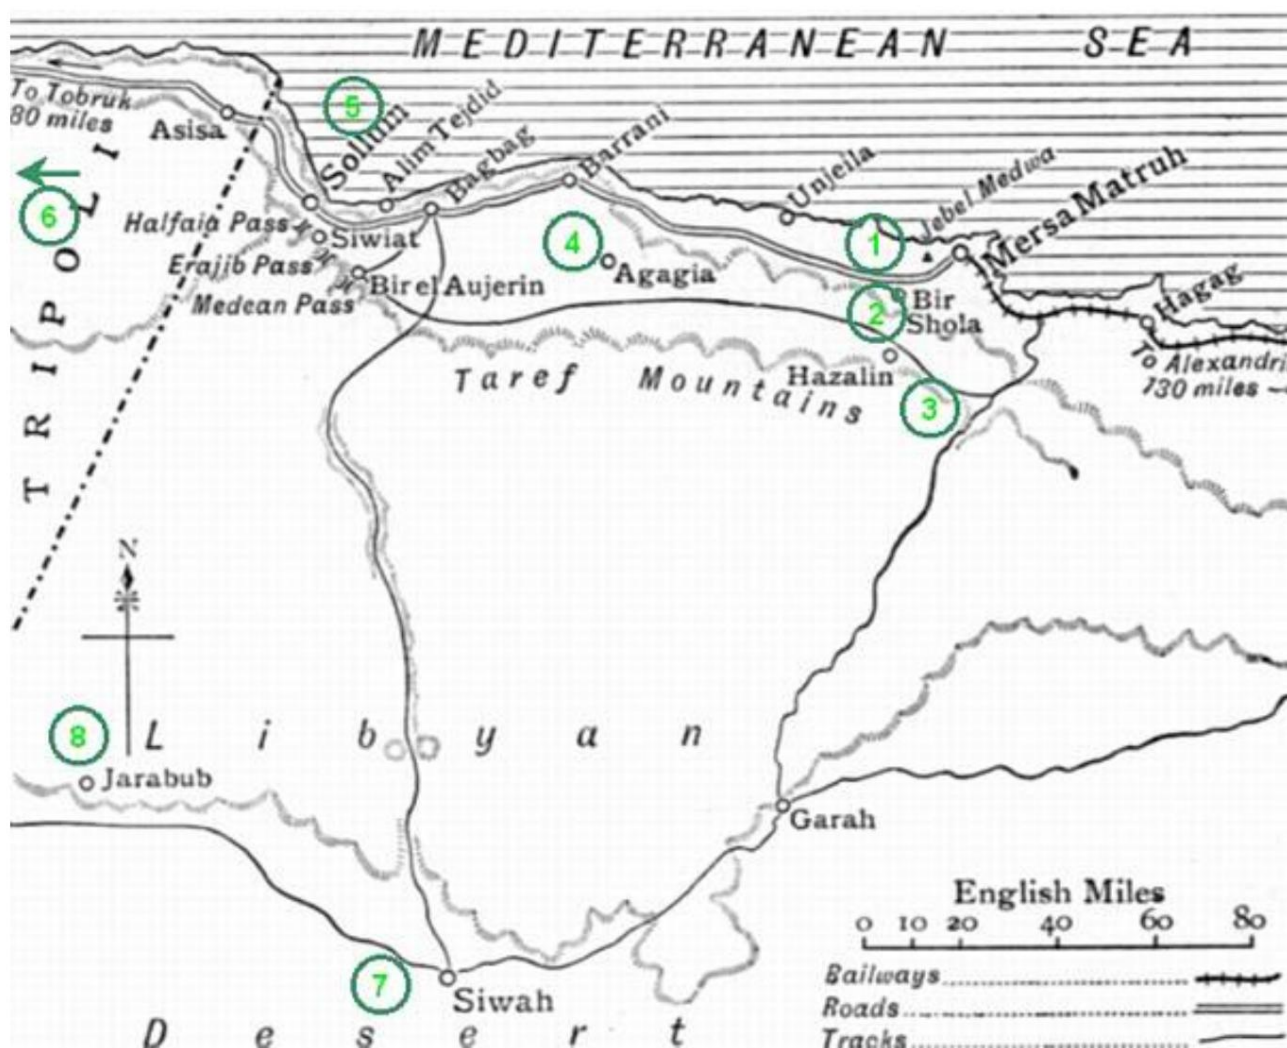 MEDITERRANEAN SEA
To Tobruk
80 miles
Asisa
5
Sollum
Alim Tejdid
Bagbag
Barrani
Unjeila
Jebel Medwa
Mersa Matruh
6
TRIPOLI
Halfaia Pass
Siwiat
4
Agagia
1
Erajib Pass
Bir el Aujerin
Medean Pass
2
Bir
Shola
Hagag
To Alexandri
130 miles
Taref Mountains
Hazalin
3
N
8
Jarabub
Libyan
Garah
7
Siwah
Desert
English Miles
0 10 20 40 60 80
Railways
Roads
Tracks